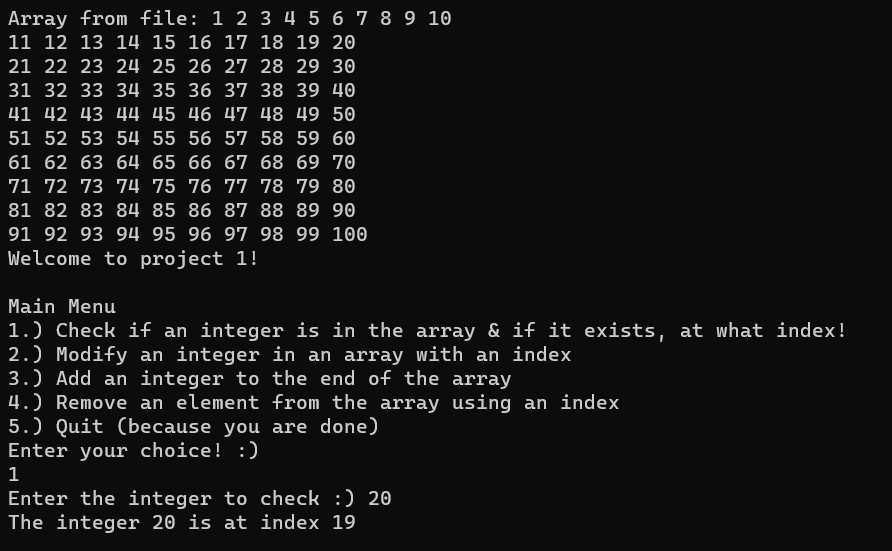 Array from file: 1 2 3 4 5 6 7 8 9 10
11 12 13 14 15 16 17 18 19 20
21 22 23 24 25 26 27 28 29 30
31 32 33 34 35 36 37 38 39 40
41 42 43 44 45 46 47 48 49 50
51 52 53 54 55 56 57 58 59 60
61 62 63 64 65 66 67 68 69 70
71 72 73 74 75 76 77 78 79 80
81 82 83 84 85 86 87 88 89 90
91 92 93 94 95 96 97 98 99 100
Welcome to project 1!

Main Menu
1.) Check if an integer is in the array & if it exists, at what index!
2.) Modify an integer in an array with an index
3.) Add an integer to the end of the array
4.) Remove an element from the array using an index
5.) Quit (because you are done)
Enter your choice! :)
1
Enter the integer to check :) 20
The integer 20 is at index 19